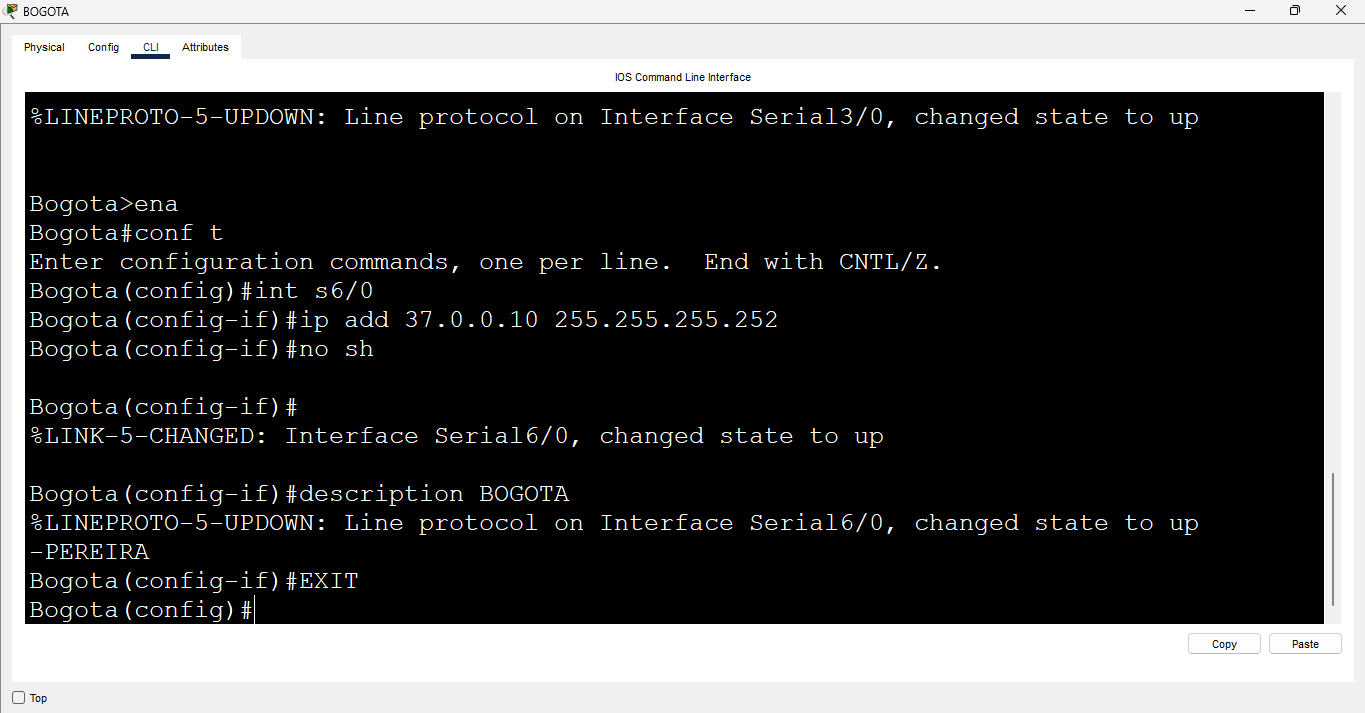 BOGOTA
Physical Config CLI Attributes
IOS Command Line Interface
%LINEPROTO-5-UPDOWN: Line protocol on Interface Serial3/0, changed state to up
Bogota>ena
Bogota#conf t
Enter configuration commands, one per line.  End with CNTL/Z.
Bogota(config)#int s6/0
Bogota(config-if)#ip add 37.0.0.10 255.255.255.252
Bogota(config-if)#no sh
Bogota(config-if)#
%LINK-5-CHANGED: Interface Serial6/0, changed state to up
Bogota(config-if)#description BOGOTA
%LINEPROTO-5-UPDOWN: Line protocol on Interface Serial6/0, changed state to up
-PEREIRA
Bogota(config-if)#EXIT
Bogota(config)#
Copy Paste
Top